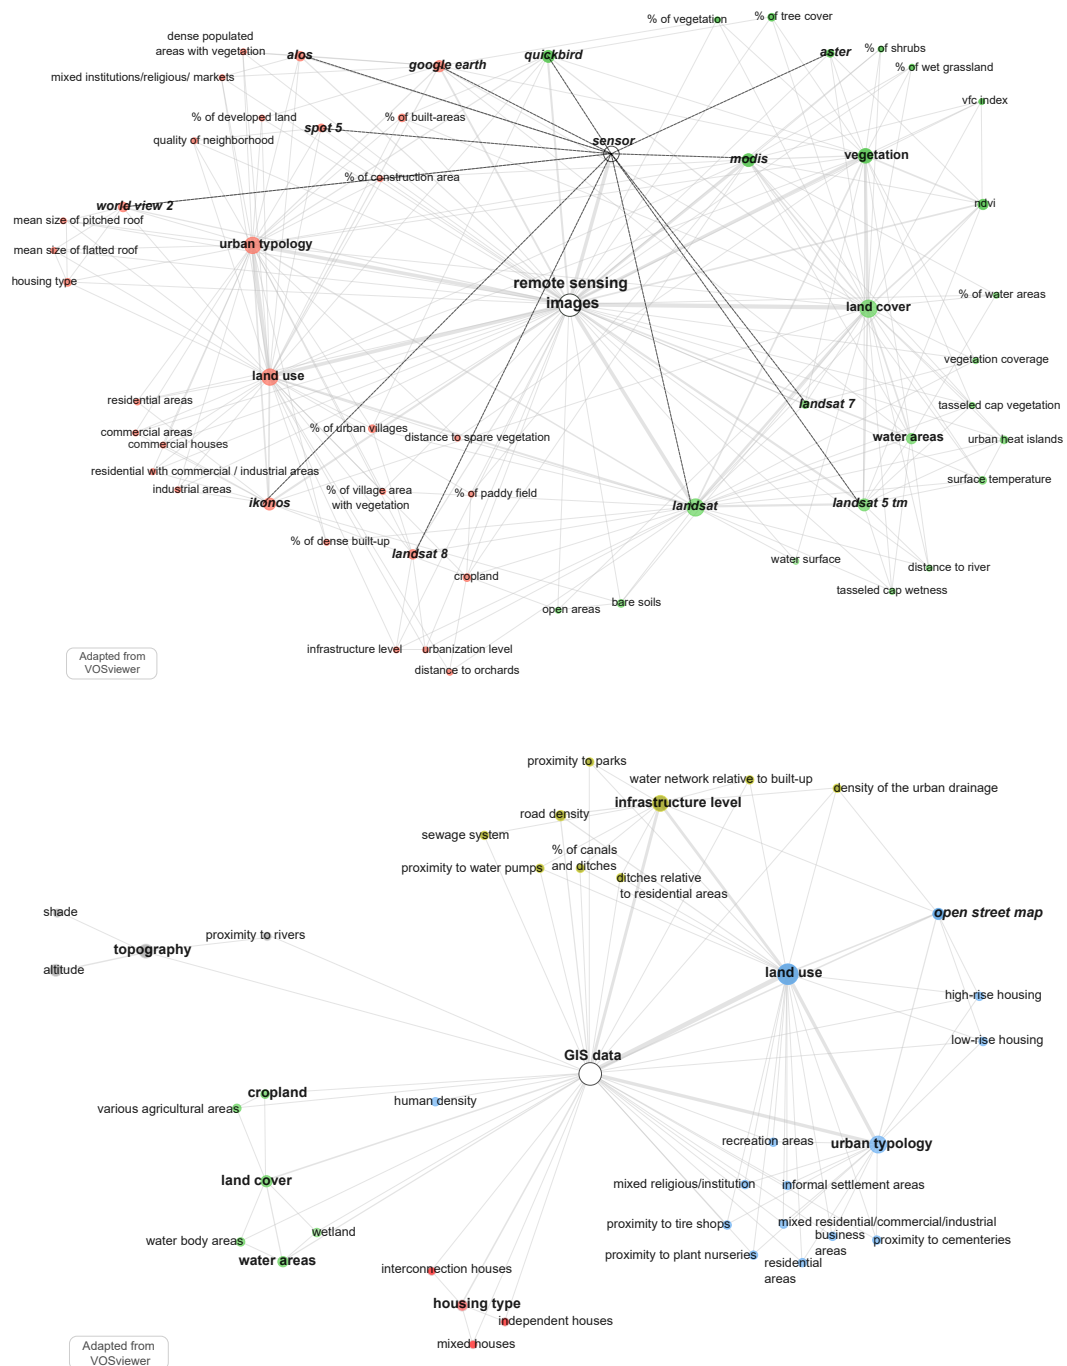 % of vegetation
% of tree cover
dense populated
areas with vegetation
alos
google earth
quickbird
aster
% of shrubs
% of wet grassland
mixed institutions/religious/ markets
vfc index
% of developed land
% of built-areas
spot 5
quality of neighborhood
sensor
modis
vegetation
% of construction area
world view 2
ndvi
mean size of pitched roof
urban typology
mean size of flatted roof
housing type
remote sensing
images
% of water areas
land cover
vegetation coverage
land use
residential areas
landsat 7
tasseled cap vegetation
commercial areas
% of urban villages
distance to spare vegetation
water areas
urban heat islands
commercial houses
residential with commercial / industrial areas
surface temperature
industrial areas
% of village area
with vegetation
% of paddy field
ikonos
landsat
landsat 5 tm
% of dense built-up
landsat 8
water surface
distance to river
cropland
tasseled cap wetness
open areas
bare soils
infrastructure level
urbanization level
distance to orchards
Adapted from
VOSviewer
proximity to parks
water network relative to built-up
density of the urban drainage
infrastructure level
road density
sewage system
% of canals
and ditches
proximity to water pumps
ditches relative
to residential areas
shade
open street map
proximity to rivers
topography
altitude
land use
high-rise housing
low-rise housing
GIS data
cropland
human density
various agricultural areas
recreation areas
urban typology
land cover
mixed religious/institution
informal settlement areas
proximity to tire shops
mixed residential/commercial/industrial
wetland
water body areas
business
areas
proximity to cementeries
proximity to plant nurseries
water areas
residential
areas
interconnection houses
housing type
independent houses
mixed houses
Adapted from
VOSviewer